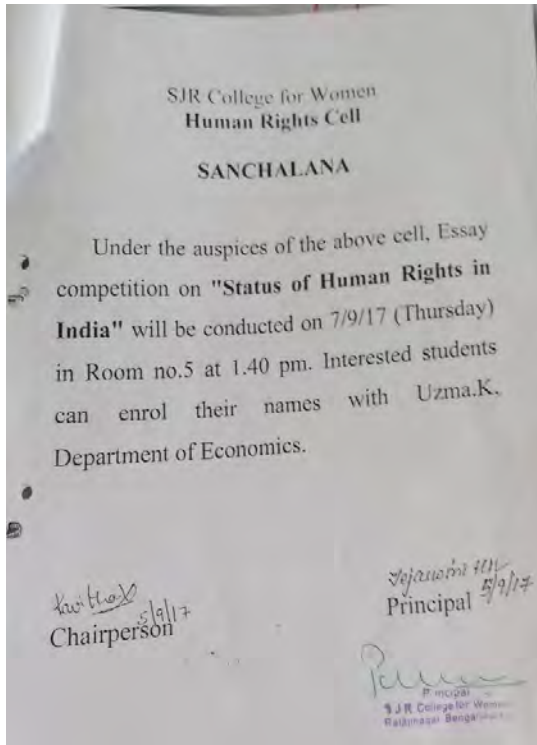 SJR College for Women
Human Rights Cell
SANCHALANA
Under the auspices of the above cell, Essay
competition on "Status of Human Rights in
India" will be conducted on 7/9/17 (Thursday)
in Room no.5 at 1.40 pm. Interested students
can enrol their names with Uzma.K,
Department of Economics.
5/9/17
Chairperson
5/9/17
Principal
Principal
SJR College for Women